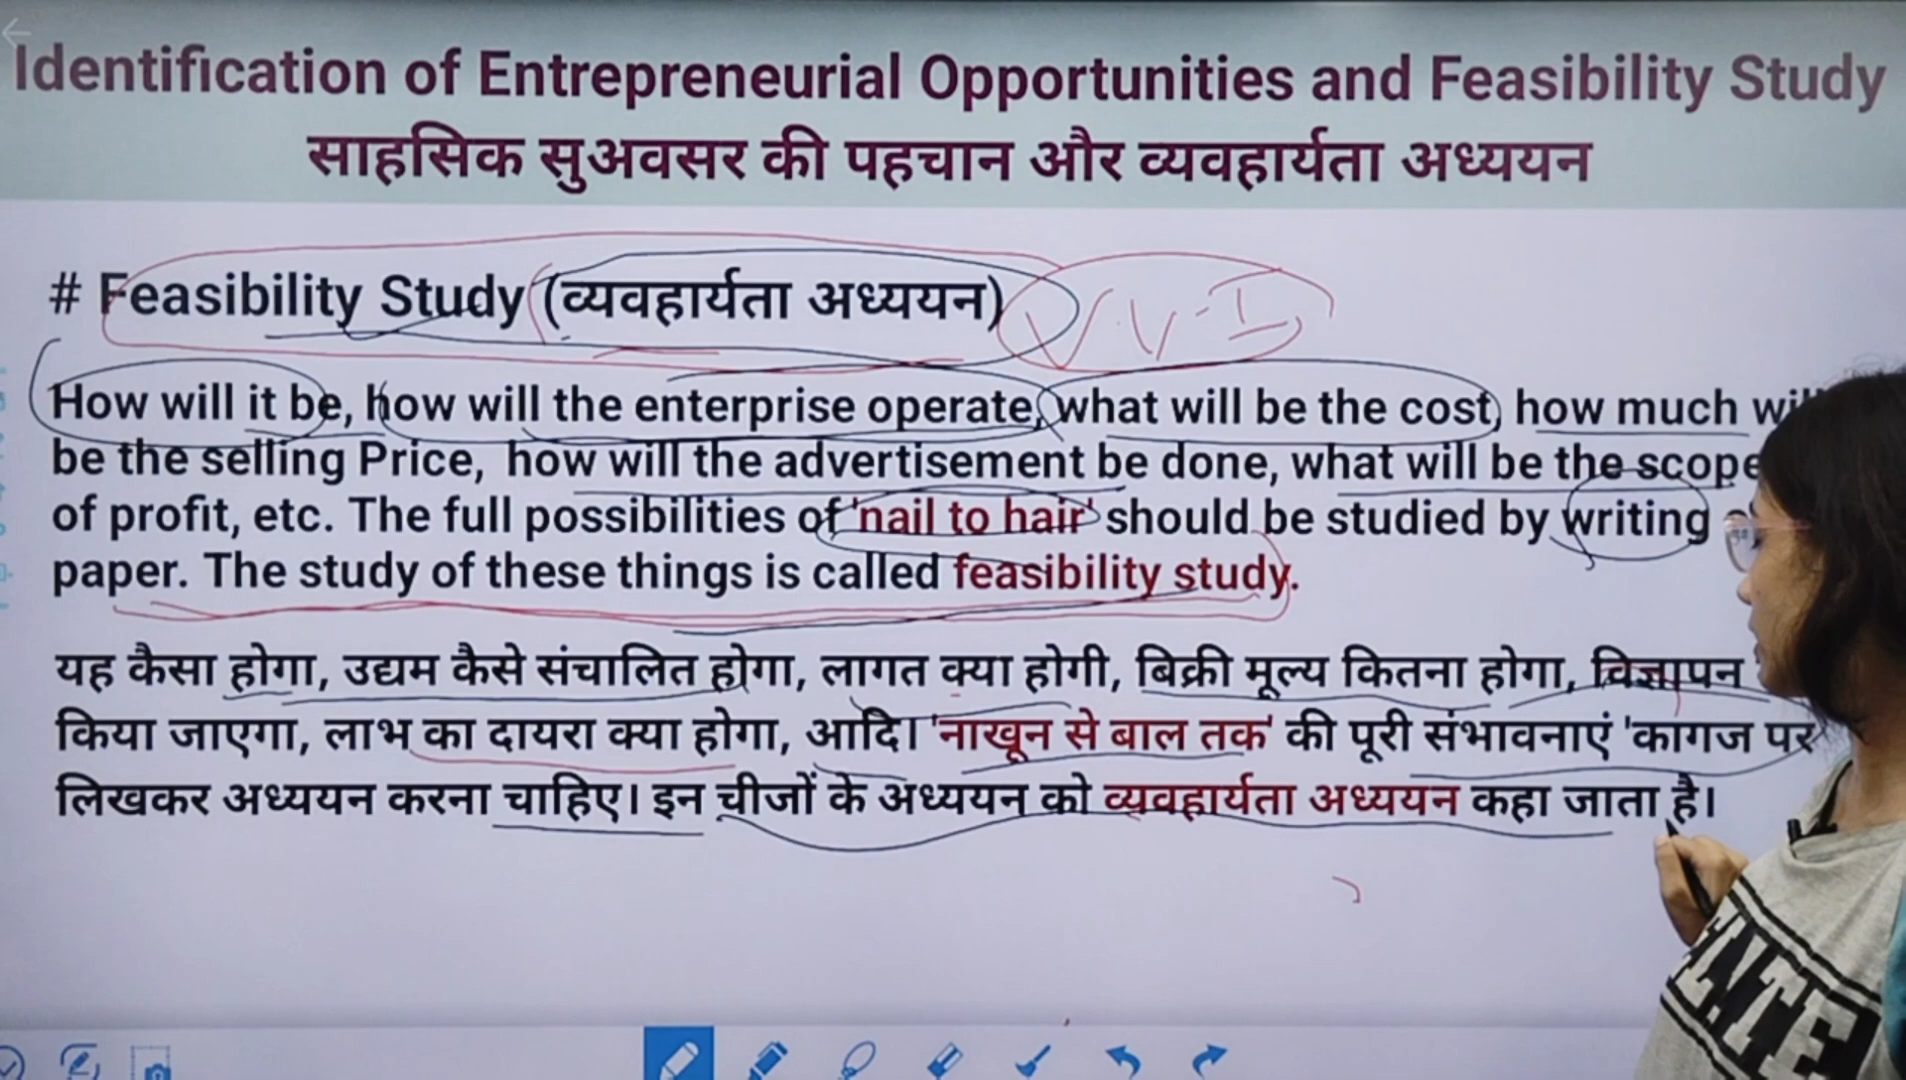 Identification of Entrepreneurial Opportunities and Feasibility Study
साहसिक सुअवसर की पहचान और व्यवहार्यता अध्ययन
# Feasibility Study (व्यवहार्यता अध्ययन)
V.V.I
How will it be, how will the enterprise operate, what will be the cost, how much will
be the selling Price, how will the advertisement be done, what will be the scope
of profit, etc. The full possibilities of 'nail to hair' should be studied by writing
paper. The study of these things is called feasibility study.
यह कैसा होगा, उद्यम कैसे संचालित होगा, लागत क्या होगी, बिक्री मूल्य कितना होगा, विज्ञापन
किया जाएगा, लाभ का दायरा क्या होगा, आदि। 'नाखून से बाल तक' की पूरी संभावनाएं 'कागज पर
लिखकर अध्ययन करना चाहिए। इन चीजों के अध्ययन को व्यवहार्यता अध्ययन कहा जाता है।